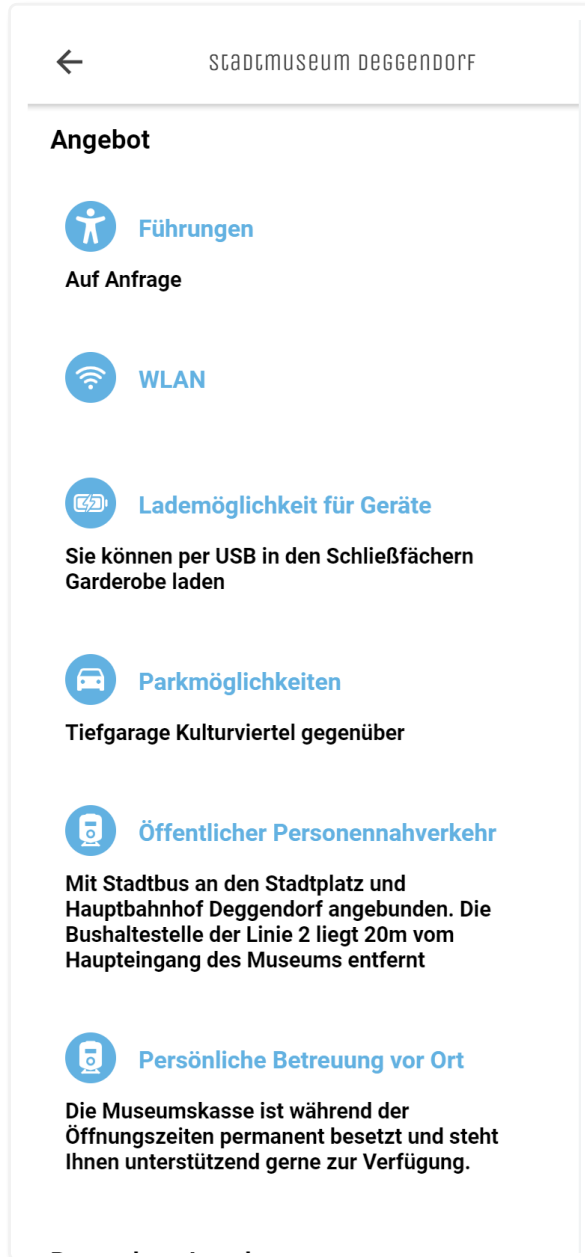 Stadtmuseum Deggendorf
Angebot
Führungen
Auf Anfrage
WLAN
Lademöglichkeit für Geräte
Sie können per USB in den Schließfächern
Garderobe laden
Parkmöglichkeiten
Tiefgarage Kulturviertel gegenüber
Öffentlicher Personennahverkehr
Mit Stadtbus an den Stadtplatz und
Hauptbahnhof Deggendorf angebunden. Die
Bushaltestelle der Linie 2 liegt 20m vom
Haupteingang des Museums entfernt
Persönliche Betreuung vor Ort
Die Museumskasse ist während der
Öffnungszeiten permanent besetzt und steht
Ihnen unterstützend gerne zur Verfügung.